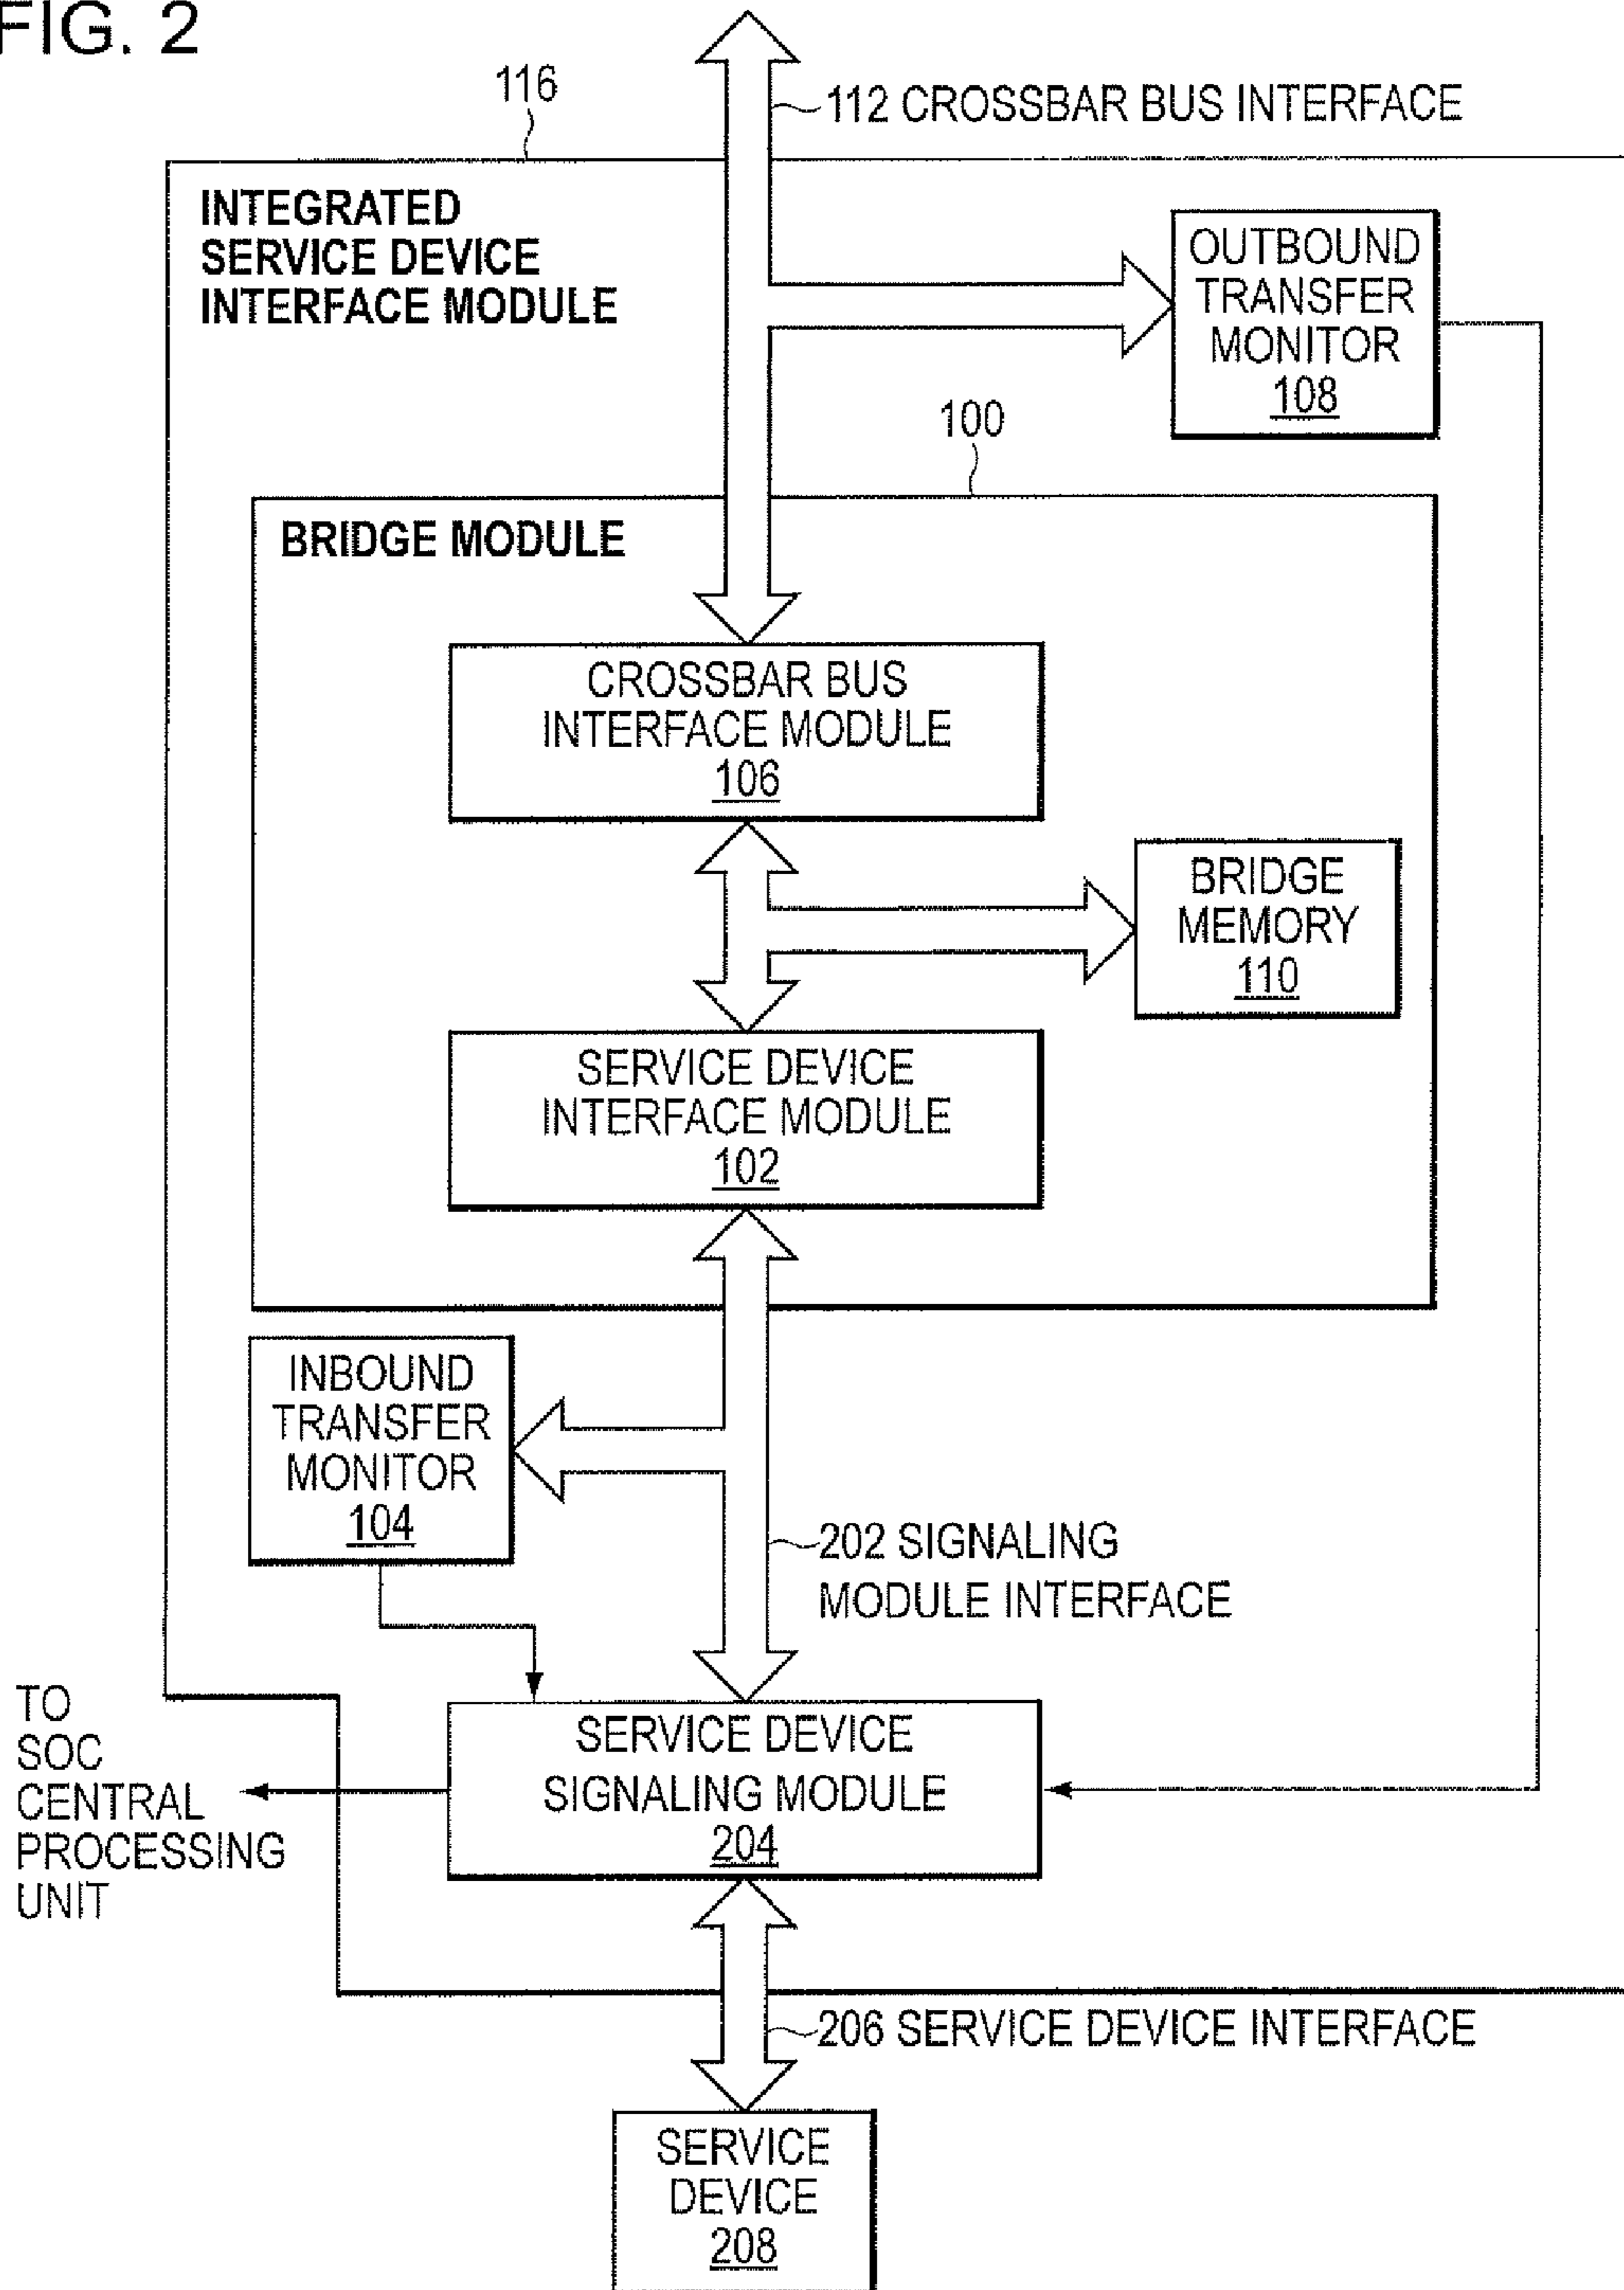 FIG. 2
116
112 CROSSBAR BUS INTERFACE
INTEGRATED
SERVICE DEVICE
INTERFACE MODULE
OUTBOUND
TRANSFER
MONITOR
108
100
BRIDGE MODULE
CROSSBAR BUS
INTERFACE MODULE
106
BRIDGE
MEMORY
110
SERVICE DEVICE
INTERFACE MODULE
102
INBOUND
TRANSFER
MONITOR
104
202 SIGNALING
MODULE INTERFACE
TO
SOC
CENTRAL
PROCESSING
UNIT
SERVICE DEVICE
SIGNALING MODULE
204
206 SERVICE DEVICE INTERFACE
SERVICE
DEVICE
208